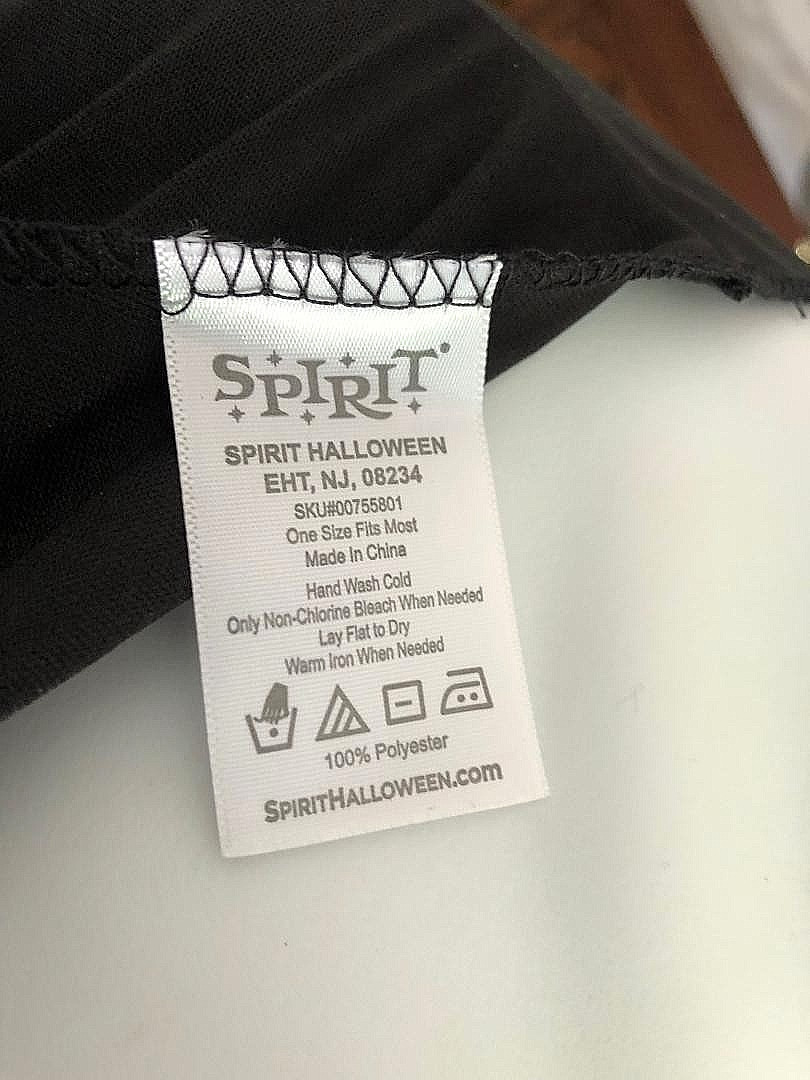 SPIRIT
SPIRIT HALLOWEEN
EHT, NJ, 08234
SKU#00755801
One Size Fits Most
Made In China
Hand Wash Cold
Only Non-Chlorine Bleach When Needed
Lay Flat to Dry
Warm Iron When Needed
100% Polyester
SPIRITHALLOWEEN.com